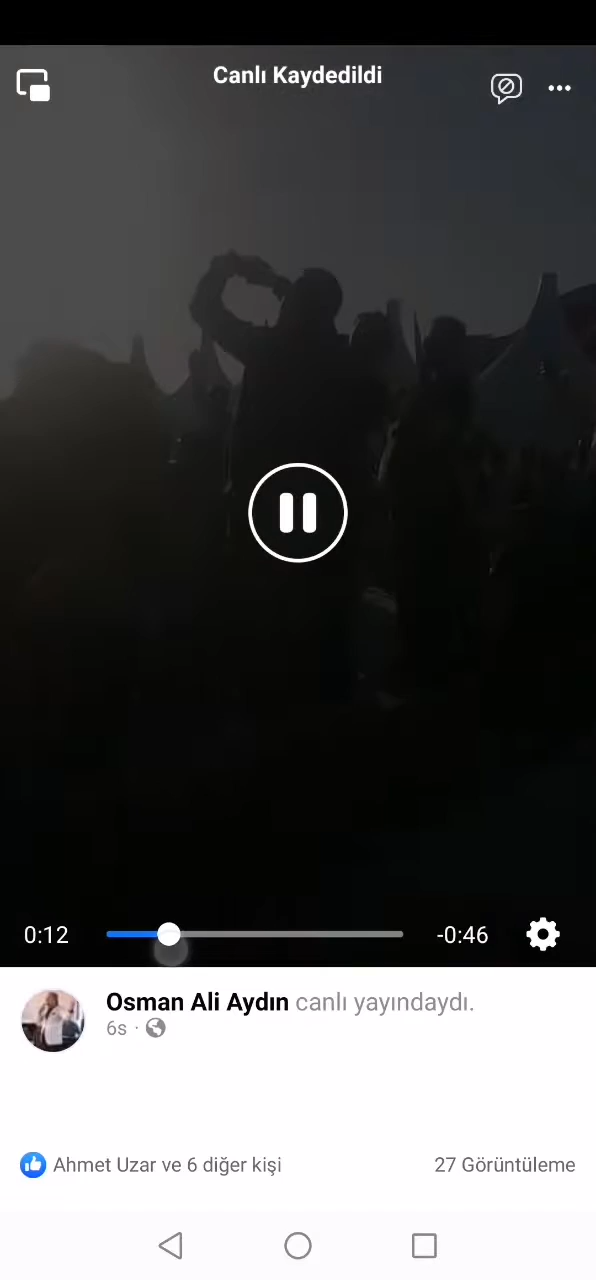 Canlı Kaydedildi
0:12
-0:46
Osman Ali Aydın canlı yayındaydı.
6s ·
Ahmet Uzar ve 6 diğer kişi
27 Görüntüleme